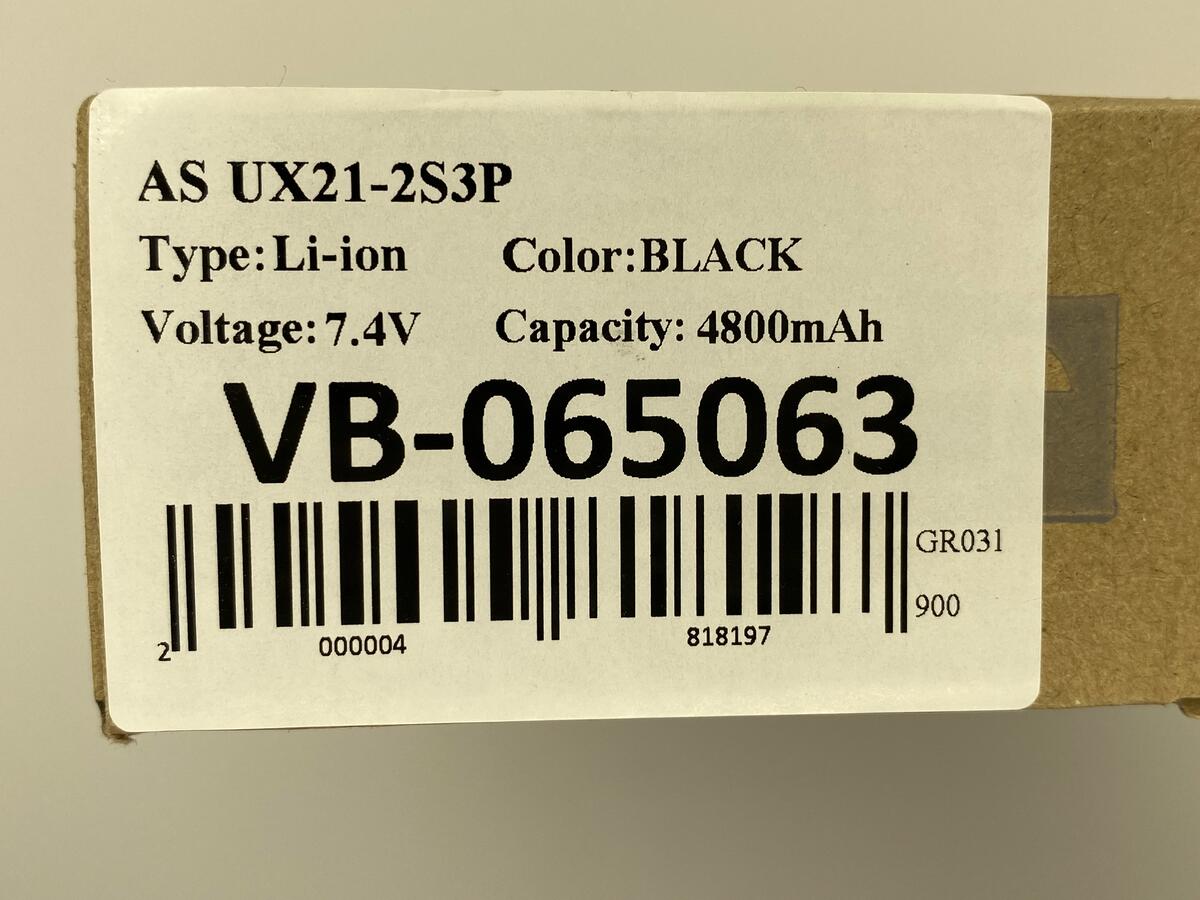 AS UX21-2S3P
Type:Li-ion Color:BLACK
Voltage:7.4V Capacity: 4800mAh
VB-065063
GR031
900
2 000004 818197